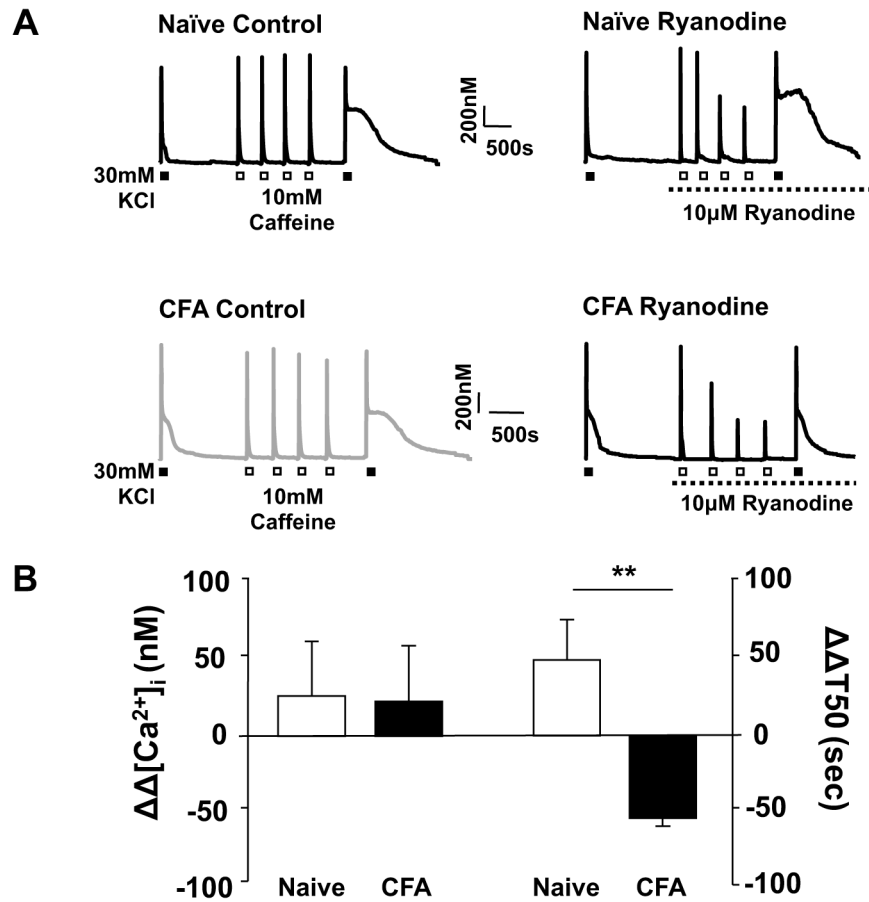 A
Naïve Control
Naïve Ryanodine
200nM
500s
30mM
KCl
10mM
Caffeine
10µM Ryanodine
CFA Control
CFA Ryanodine
200nM
500s
30mM
KCl
10mM
Caffeine
10µM Ryanodine
B
ΔΔ[Ca²⁺]ᵢ (nM)
100
50
0
-50
-100
**
100
50
0
-50
-100
ΔΔT50 (sec)
Naive CFA Naive CFA